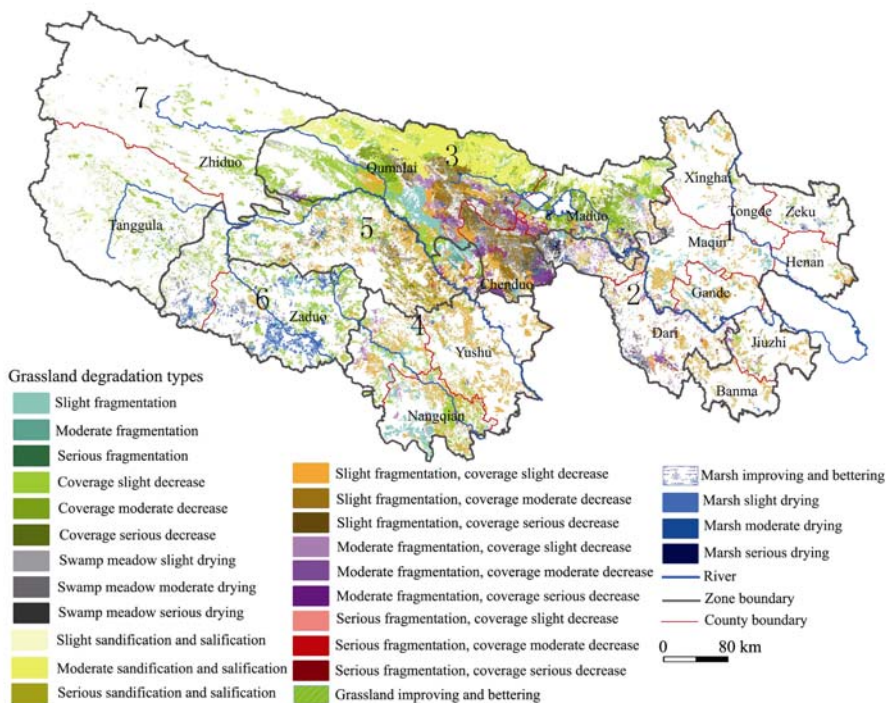 7
3
Zhiduo
Qumalai
Xinghai
Tongde
Zeku
Tanggula
Maduo
5
Maqin
1
Henan
Chenduo
6
2
Gande
Zaduo
4
Dari
Yushu
Jiuzhi
Banma
Nangqian
Grassland degradation types
Slight fragmentation
Moderate fragmentation
Serious fragmentation
Coverage slight decrease
Coverage moderate decrease
Coverage serious decrease
Swamp meadow slight drying
Swamp meadow moderate drying
Swamp meadow serious drying
Slight sandification and salification
Moderate sandification and salification
Serious sandification and salification
Slight fragmentation, coverage slight decrease
Slight fragmentation, coverage moderate decrease
Slight fragmentation, coverage serious decrease
Moderate fragmentation, coverage slight decrease
Moderate fragmentation, coverage moderate decrease
Moderate fragmentation, coverage serious decrease
Serious fragmentation, coverage slight decrease
Serious fragmentation, coverage moderate decrease
Serious fragmentation, coverage serious decrease
Grassland improving and bettering
Marsh improving and bettering
Marsh slight drying
Marsh moderate drying
Marsh serious drying
River
Zone boundary
County boundary
0 80 km